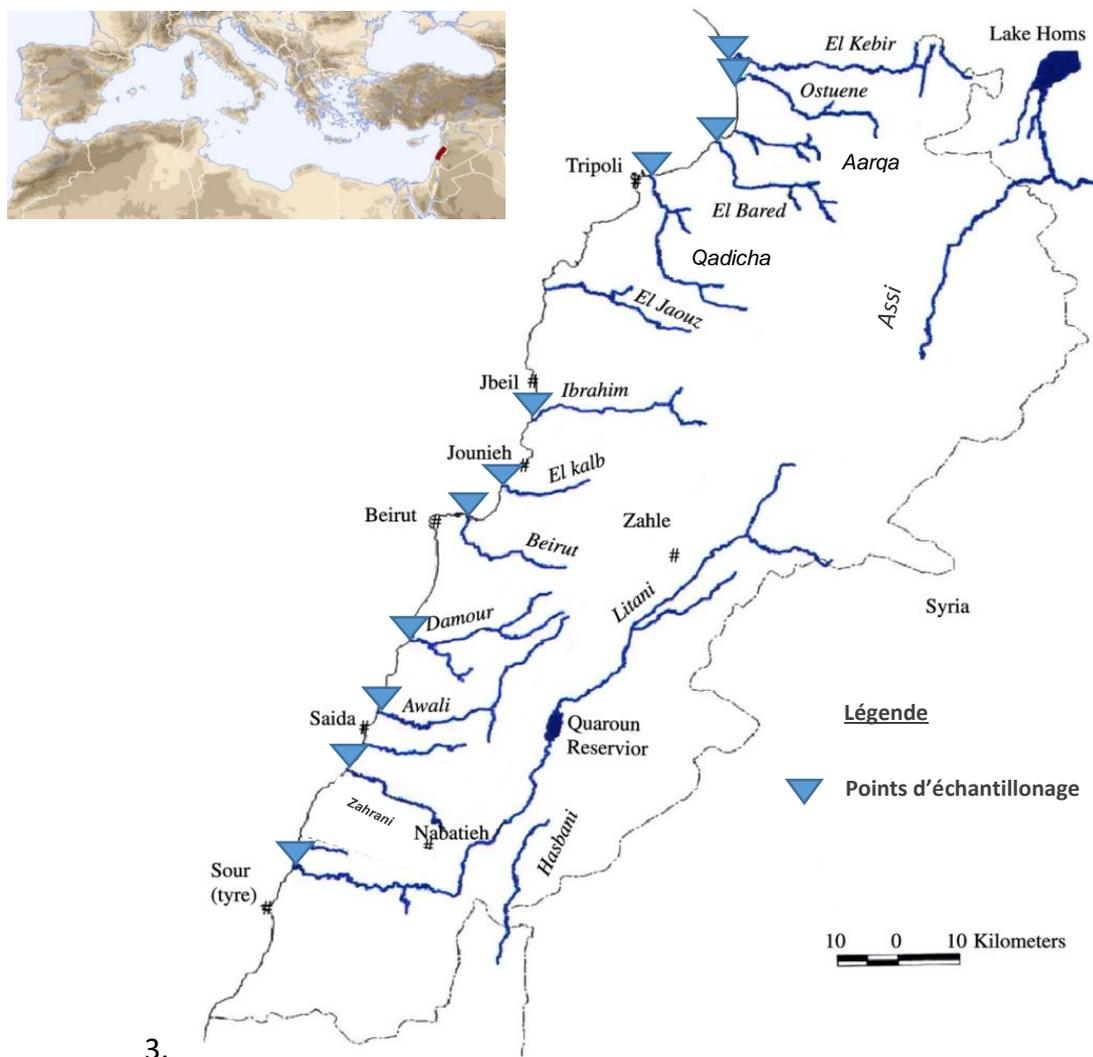 El Kebir
Lake Homs
Ostuene
Aarqa
Tripoli
El Bared
Qadicha
Assi
El Jaouz
Jbeil
Ibrahim
Jounieh
El kalb
Beirut
Zahle
Beirut
Litani
Syria
Damour
Awali
Saida
Quaroun
Reservior
Légende
Points d'échantillonage
Zahrani
Nabatieh
Hasbani
Sour
(tyre)
10 0 10 Kilometers
3.